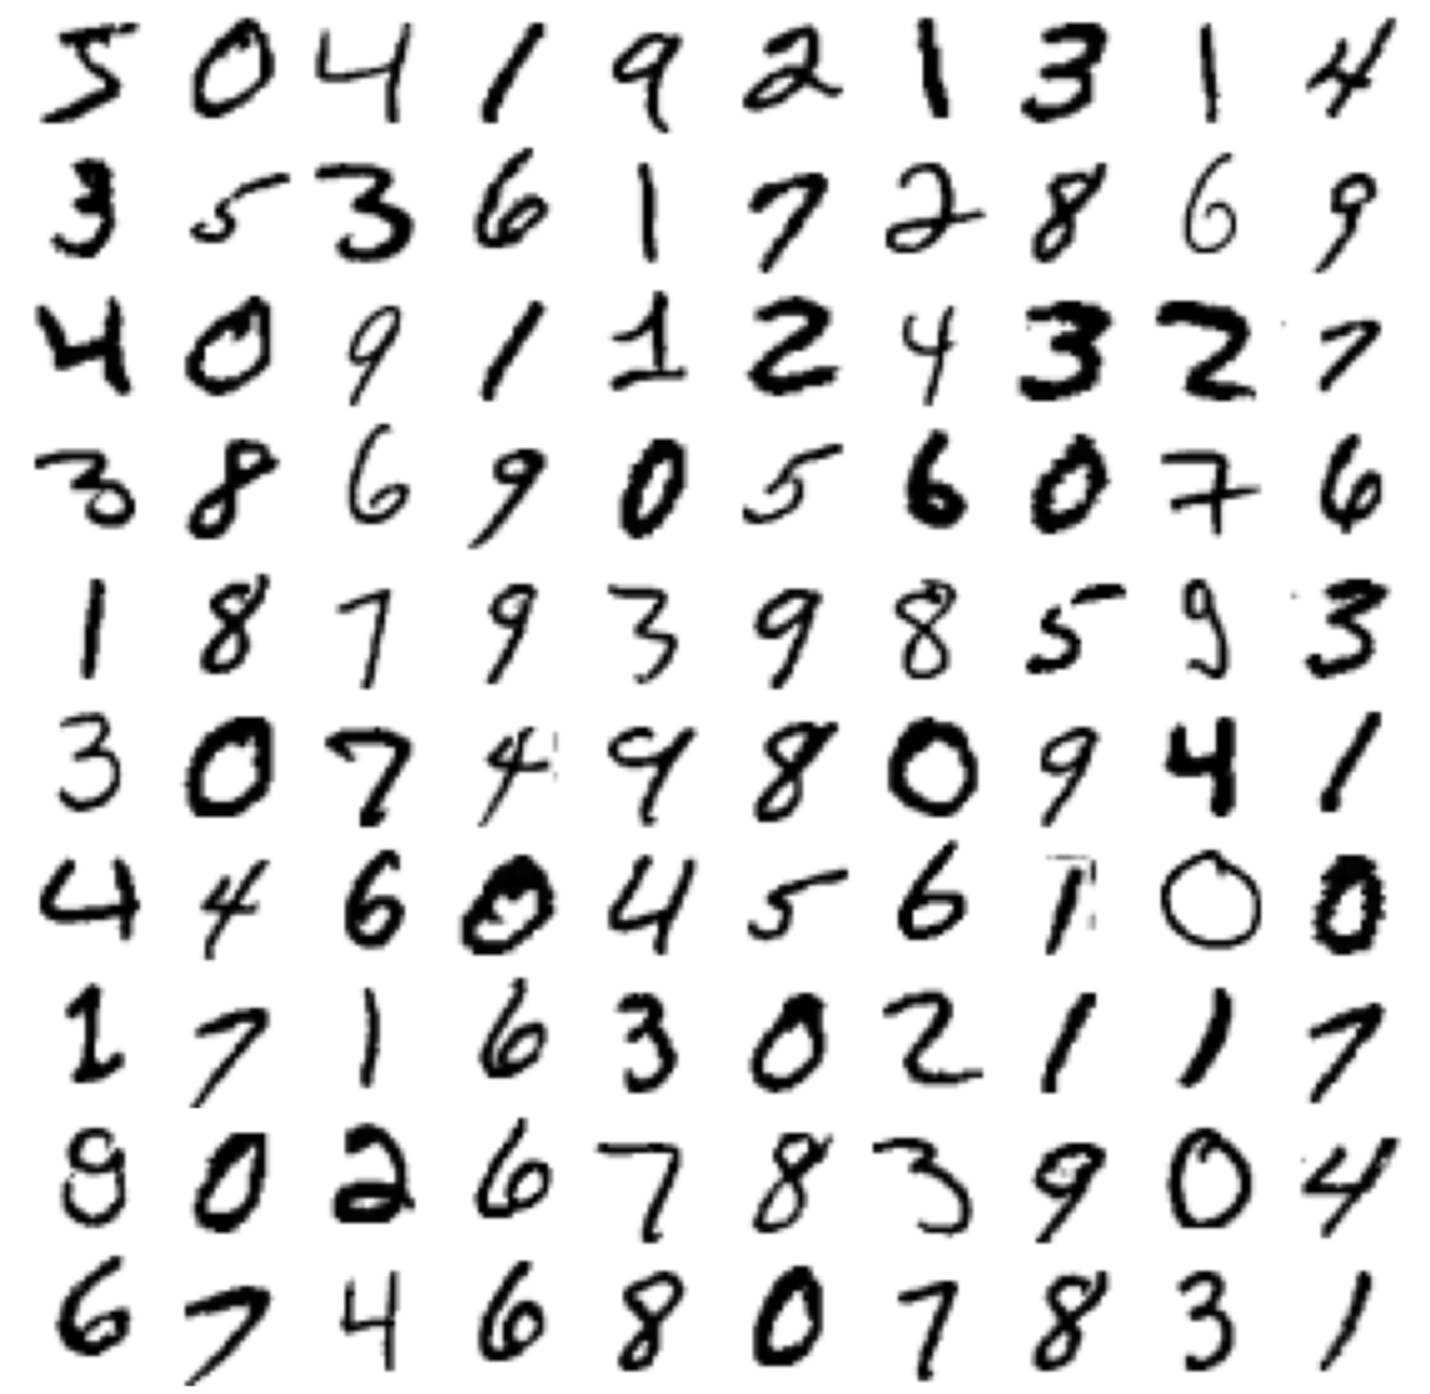 5 0 4 1 9 2 1 3 1 4
3 5 3 6 1 7 2 8 6 9
4 0 9 1 1 2 4 3 2 7
3 8 6 9 0 5 6 0 7 6
1 8 7 9 3 9 8 5 9 3
3 0 7 4 9 8 0 9 4 1
4 4 6 0 4 5 6 1 0 0
1 7 1 6 3 0 2 1 1 7
8 0 2 6 7 8 3 9 0 4
6 7 4 6 8 0 7 8 3 1